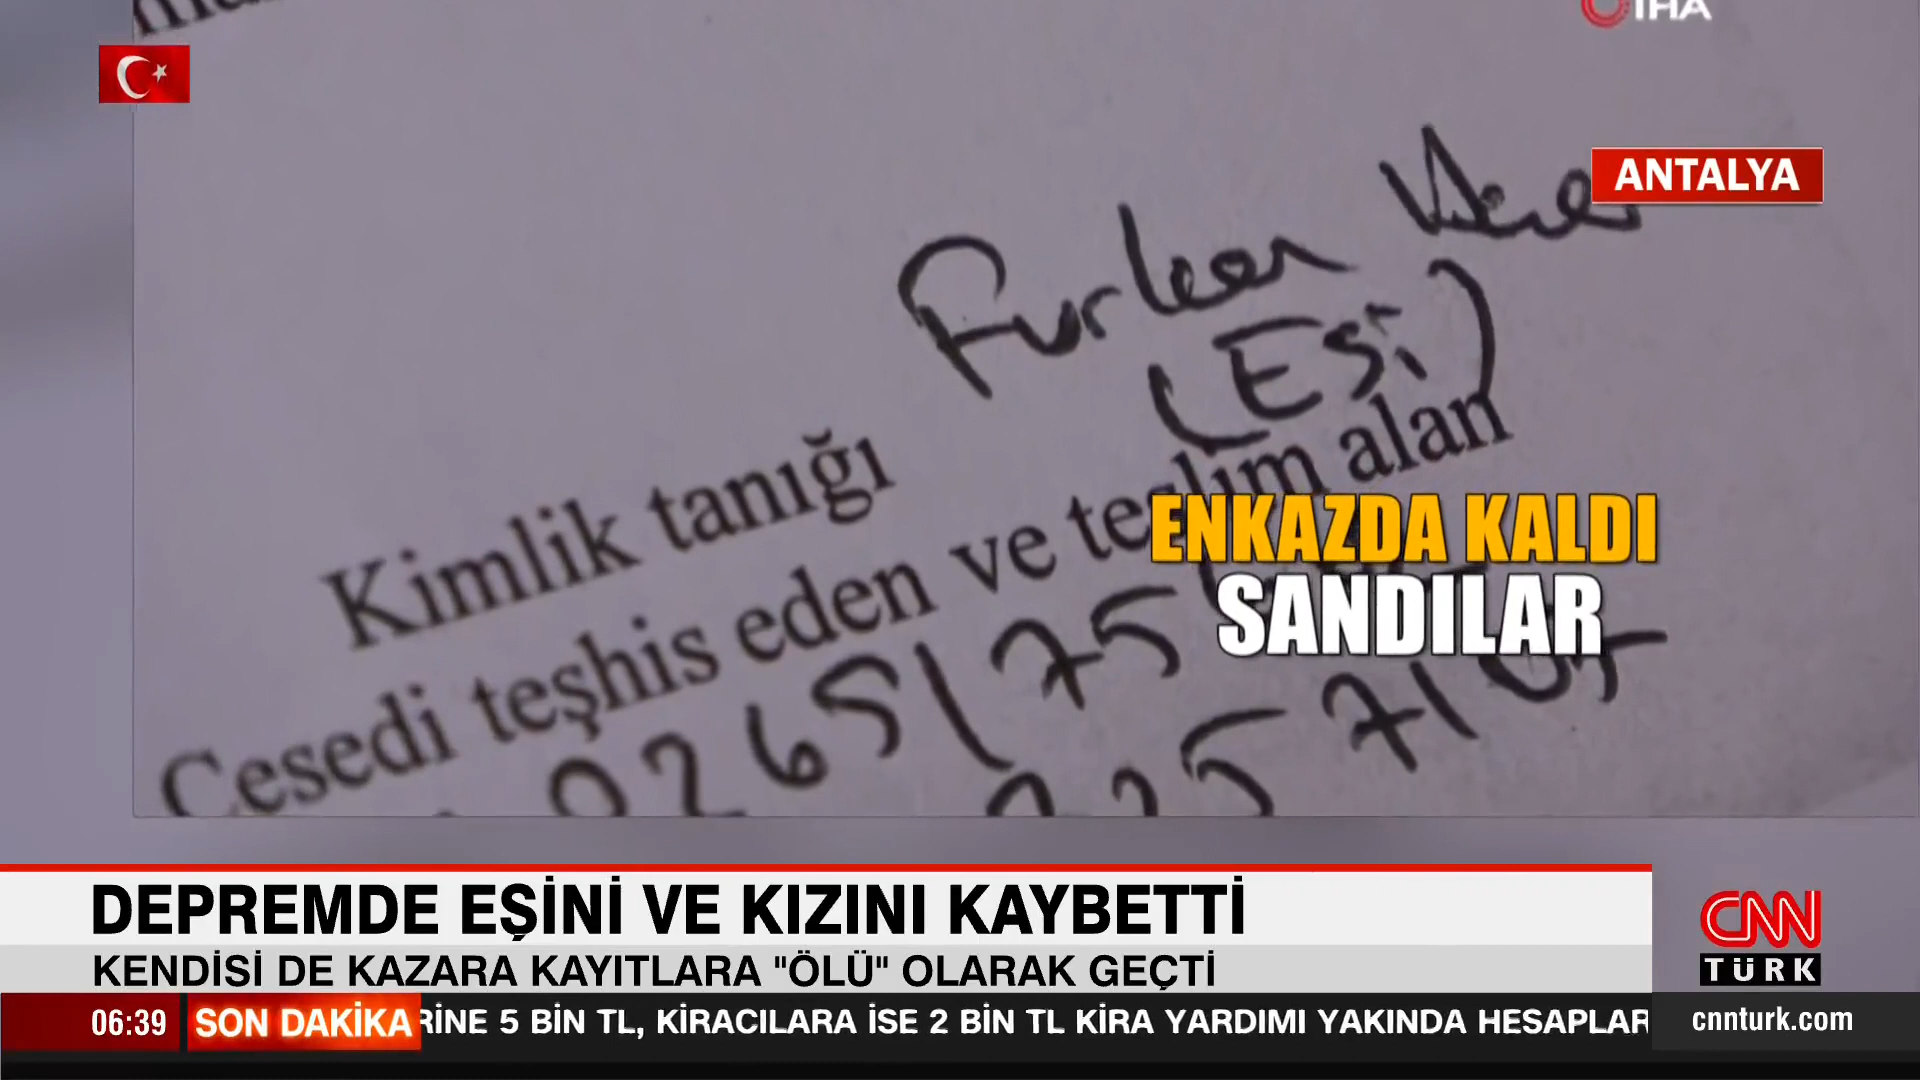 IHA
ANTALYA
Furkan
(Eşi)
Kimlik tanığı
Cesedi teşhis eden ve teslim alan
ENKAZDA KALDI
SANDILAR
DEPREMDE EŞİNİ VE KIZINI KAYBETTİ
KENDİSİ DE KAZARA KAYITLARA "ÖLÜ" OLARAK GEÇTİ
CNN
TÜRK
06:39
SON DAKİKA
RİNE 5 BİN TL, KİRACILARA İSE 2 BİN TL KİRA YARDIMI YAKINDA HESAPLAR
cnnturk.com